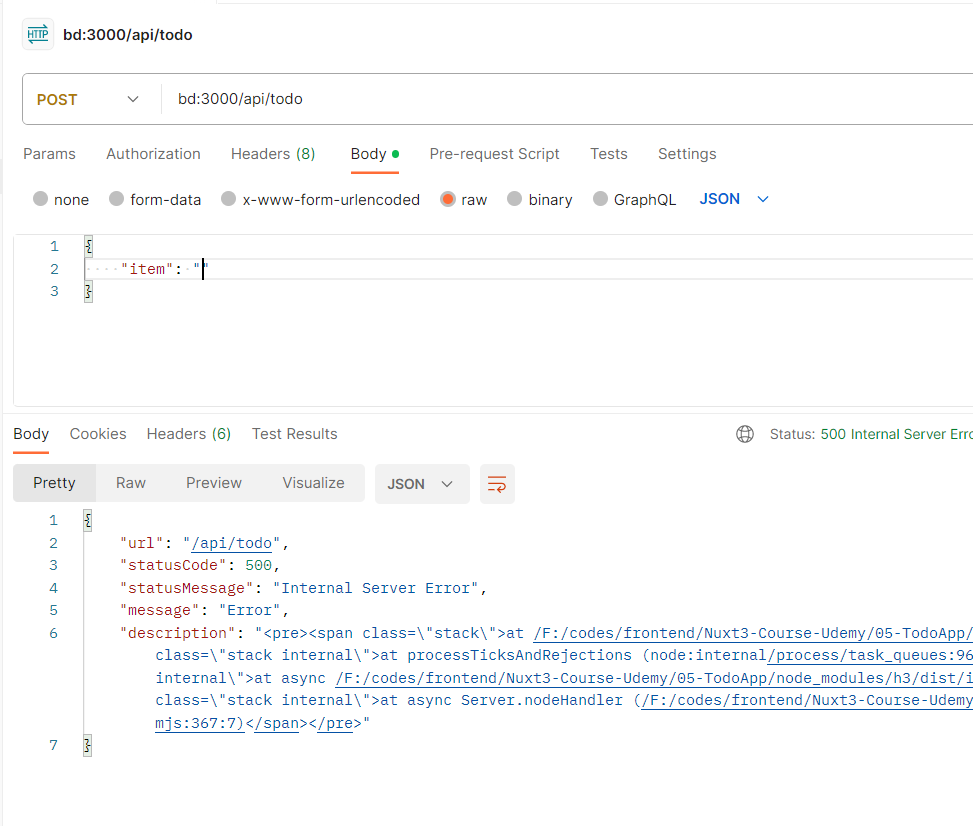 HTTP bd:3000/api/todo
POST bd:3000/api/todo
Params Authorization Headers (8) Body Pre-request Script Tests Settings
none form-data x-www-form-urlencoded raw binary GraphQL JSON
1 {
2 "item": ""
3 }
Body Cookies Headers (6) Test Results Status: 500 Internal Server Erro
Pretty Raw Preview Visualize JSON
1 {
2 "url": "/api/todo",
3 "statusCode": 500,
4 "statusMessage": "Internal Server Error",
5 "message": "Error",
6 "description": "<pre><span class=\"stack\">at /F:/codes/frontend/Nuxt3-Course-Udemy/05-TodoApp/
class=\"stack internal\">at processTicksAndRejections (node:internal/process/task_queues:96
internal\">at async /F:/codes/frontend/Nuxt3-Course-Udemy/05-TodoApp/node_modules/h3/dist/i
class=\"stack internal\">at async Server.nodeHandler (/F:/codes/frontend/Nuxt3-Course-Udemy
mjs:367:7)</span></pre>"
7 }